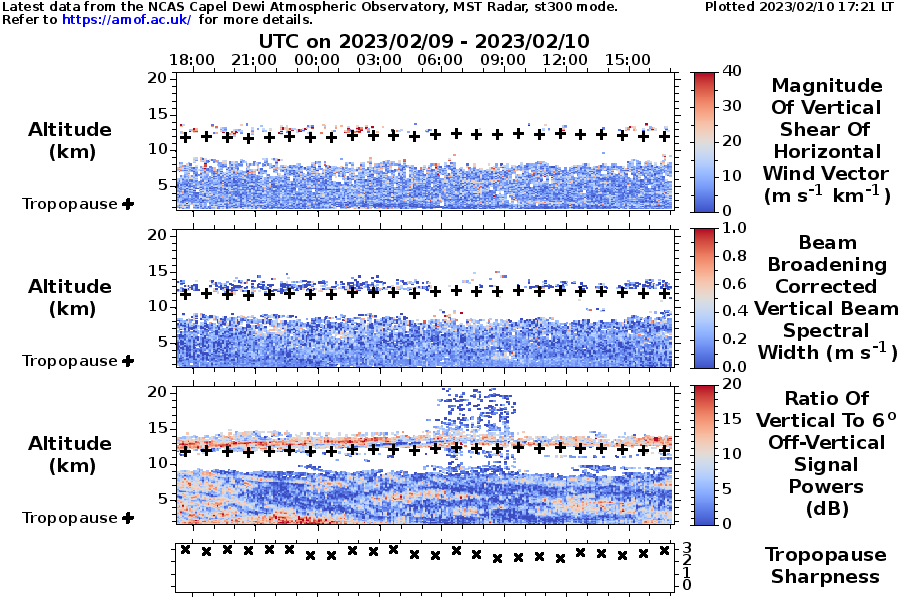 Latest data from the NCAS Capel Dewi Atmospheric Observatory, MST Radar, st300 mode.
Plotted 2023/02/10 17:21 LT
Refer to https://amof.ac.uk/ for more details.
UTC on 2023/02/09 - 2023/02/10
18:00 21:00 00:00 03:00 06:00 09:00 12:00 15:00
20
15
10
5
Altitude
(km)
Tropopause +
40
30
20
10
0
Magnitude
Of Vertical
Shear Of
Horizontal
Wind Vector
(m s⁻¹ km⁻¹)
20
15
10
5
Altitude
(km)
Tropopause +
1.0
0.8
0.6
0.4
0.2
0.0
Beam
Broadening
Corrected
Vertical Beam
Spectral
Width (m s⁻¹)
20
15
10
5
Altitude
(km)
Tropopause +
20
15
10
5
0
Ratio Of
Vertical To 6°
Off-Vertical
Signal
Powers
(dB)
3
2
1
0
Tropopause
Sharpness